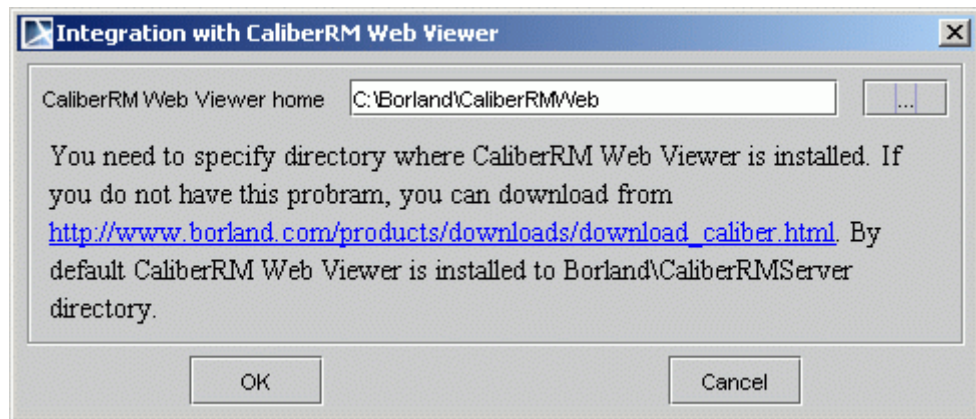 Integration with CaliberRM Web Viewer
CaliberRM Web Viewer home C:\Borland\CaliberRMWeb ...
You need to specify directory where CaliberRM Web Viewer is installed. If
you do not have this probram, you can download from
http://www.borland.com/products/downloads/download_caliber.html. By
default CaliberRM Web Viewer is installed to Borland\CaliberRMServer
directory.
OK Cancel